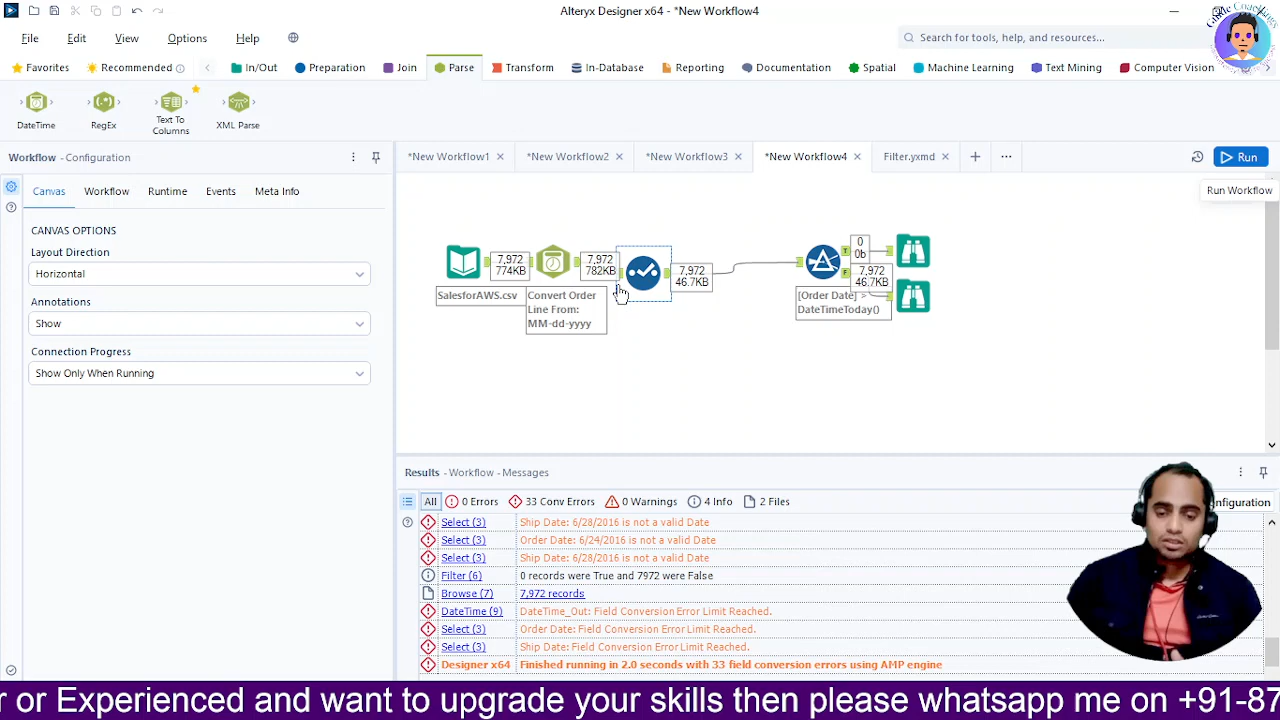 Alteryx Designer x64 - *New Workflow4
File Edit View Options Help
Search for tools, help, and resources...
Favorites Recommended In/Out Preparation Join Parse Transform In-Database Reporting Documentation Spatial Machine Learning Text Mining Computer Vision
DateTime RegEx Text To Columns XML Parse
Workflow - Configuration
*New Workflow1 *New Workflow2 *New Workflow3 *New Workflow4 Filter.yxmd
Run
Run Workflow
Canvas Workflow Runtime Events Meta Info
CANVAS OPTIONS
Layout Direction
Horizontal
Annotations
Show
Connection Progress
Show Only When Running
7,972
774KB
7,972
782KB
7,972
46.7KB
T
0
0b
F
7,972
46.7KB
SalesforAWS.csv
Convert Order
Line From:
MM-dd-yyyy
[Order Date] >
DateTimeToday()
Results - Workflow - Messages
All 0 Errors 33 Conv Errors 0 Warnings 4 Info 2 Files
onfiguration
Select (3) Ship Date: 6/28/2016 is not a valid Date
Select (3) Order Date: 6/24/2016 is not a valid Date
Select (3) Ship Date: 6/28/2016 is not a valid Date
Filter (6) 0 records were True and 7972 were False
Browse (7) 7,972 records
DateTime (9) DateTime_Out: Field Conversion Error Limit Reached.
Select (3) Order Date: Field Conversion Error Limit Reached.
Select (3) Ship Date: Field Conversion Error Limit Reached.
Designer x64 Finished running in 2.0 seconds with 33 field conversion errors using AMP engine
r or Experienced and want to upgrade your skills then please whatsapp me on +91-87